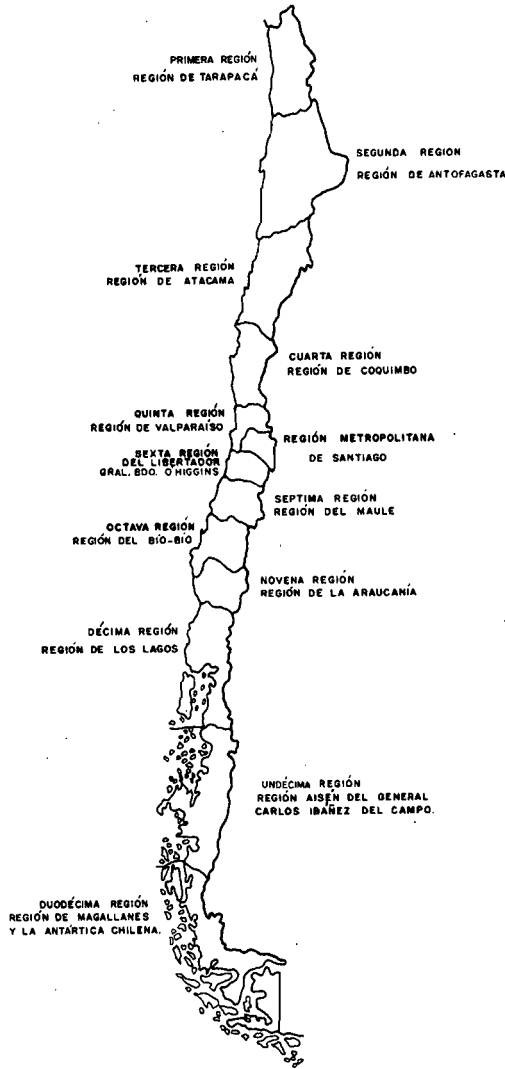 PRIMERA REGIÓN
REGIÓN DE TARAPACÁ
SEGUNDA REGION
REGIÓN DE ANTOFAGASTA
TERCERA REGIÓN
REGIÓN DE ATACAMA
CUARTA REGIÓN
REGIÓN DE COQUIMBO
QUINTA REGIÓN
REGIÓN DE VALPARAÍSO
REGIÓN METROPOLITANA
DE SANTIAGO
SEXTA REGIÓN
DEL LIBERTADOR
GRAL. BDO. O'HIGGINS
SEPTIMA REGIÓN
REGIÓN DEL MAULE
OCTAVA REGIÓN
REGIÓN DEL BÍO-BÍO
NOVENA REGIÓN
REGIÓN DE LA ARAUCANÍA
DÉCIMA REGIÓN
REGIÓN DE LOS LAGOS
UNDÉCIMA REGIÓN
REGIÓN AISÉN DEL GENERAL
CARLOS IBÁÑEZ DEL CAMPO.
DUODÉCIMA REGIÓN
REGIÓN DE MAGALLANES
Y LA ANTÁRTICA CHILENA.